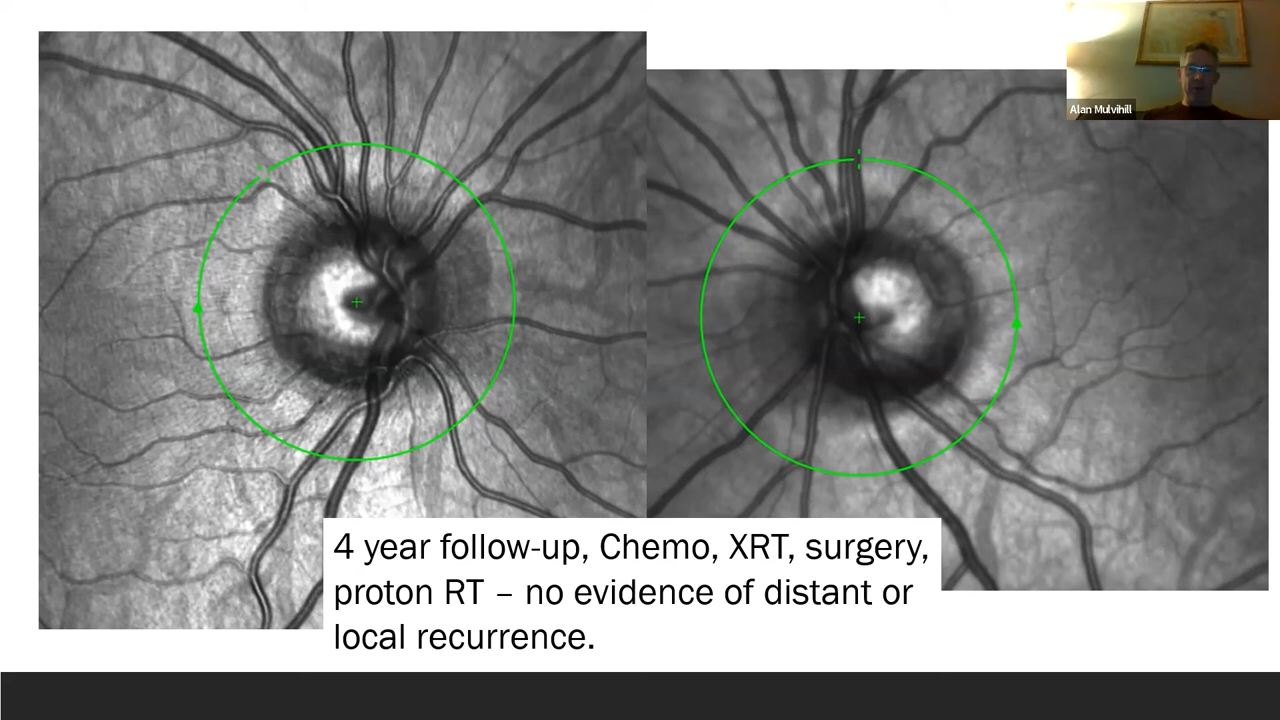 Alan Mulvihill
4 year follow-up, Chemo, XRT, surgery,
proton RT – no evidence of distant or
local recurrence.